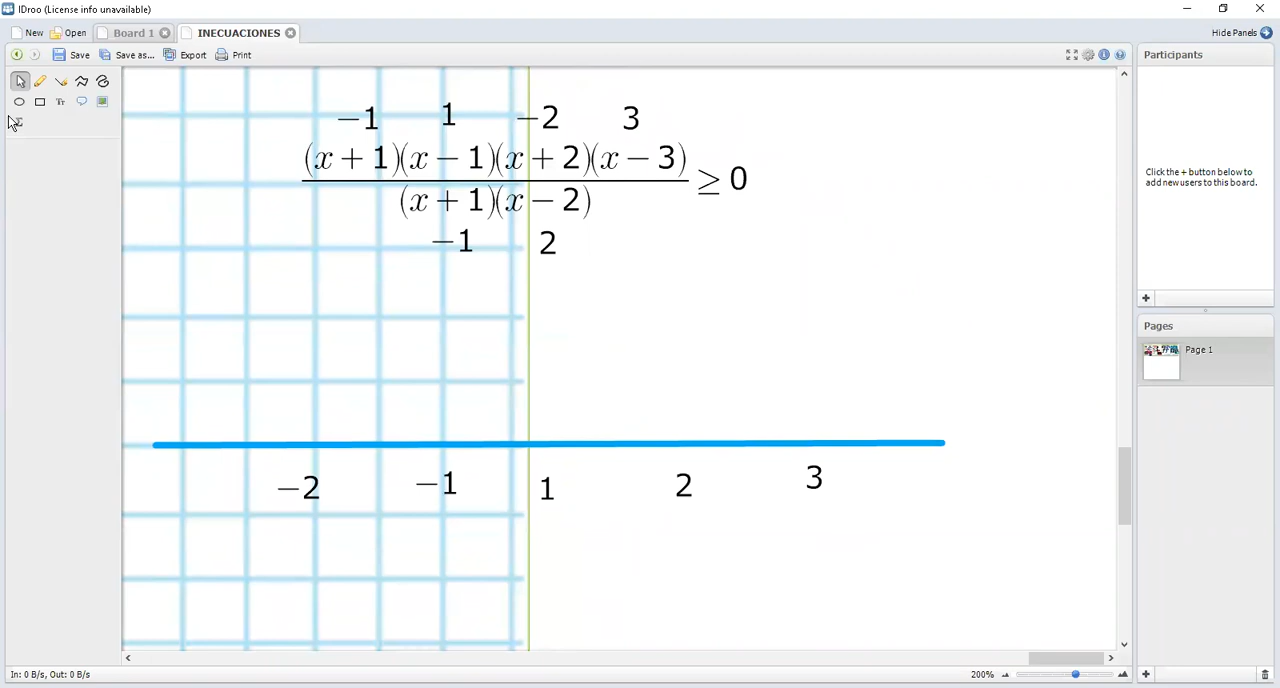 IDroo (License info unavailable)
New Open Board 1 INECUACIONES Hide Panels
Save Save as... Export Print
Participants
Click the + button below to
add new users to this board.
Pages
Page 1
Tr
Σ
−1 1 −2 3
(x + 1)(x − 1)(x + 2)(x − 3)
≥ 0
(x + 1)(x − 2)
−1 2
−2 −1 1 2 3
In: 0 B/s, Out: 0 B/s 200%